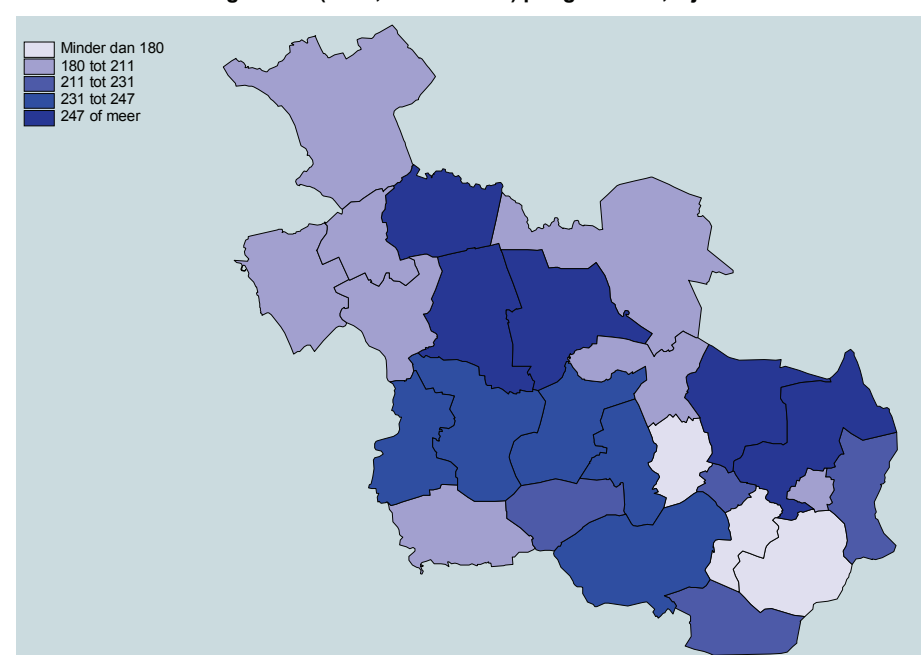 Minder dan 180
180 tot 211
211 tot 231
231 tot 247
247 of meer